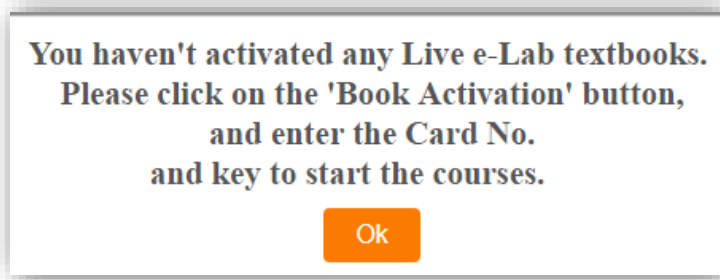 You haven't activated any Live e-Lab textbooks.
Please click on the 'Book Activation' button,
and enter the Card No.
and key to start the courses.
Ok